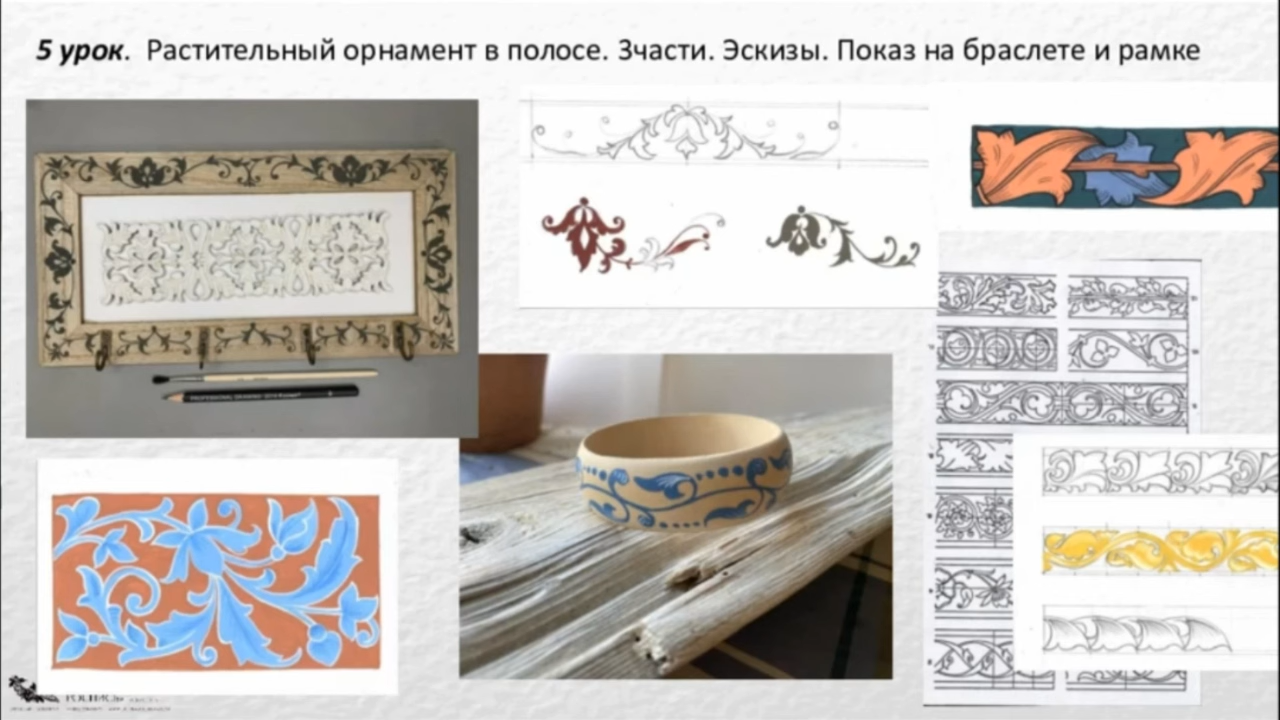 5 урок. Растительный орнамент в полосе. 3части. Эскизы. Показ на браслете и рамке